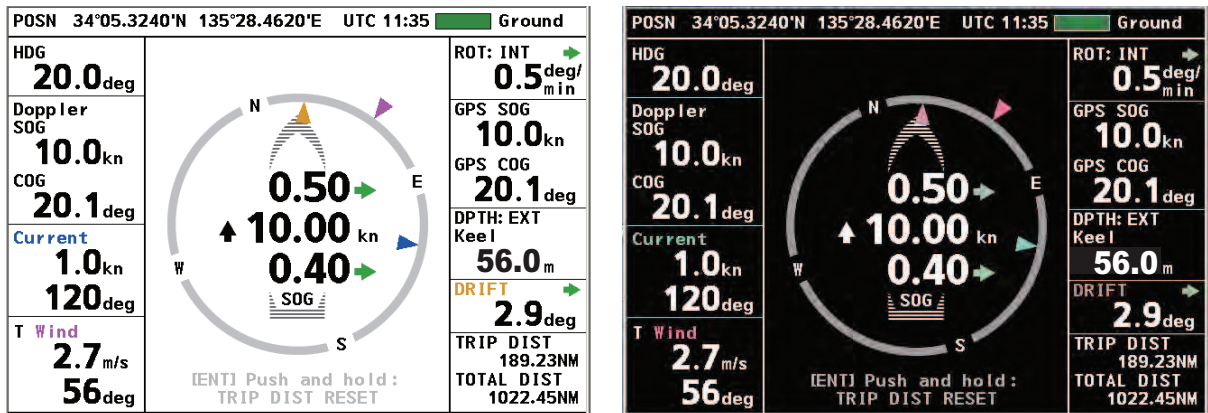 POSN 34°05.3240'N 135°28.4620'E UTC 11:35 Ground
HDG
20.0deg
Doppler
SOG
10.0kn
COG
20.1deg
Current
1.0kn
120deg
T Wind
2.7m/s
56deg
N
E
S
W
0.50
10.00 kn
0.40
SOG
[ENT] Push and hold:
TRIP DIST RESET
ROT: INT
0.5deg/min
GPS SOG
10.0kn
GPS COG
20.1deg
DPTH: EXT
Keel
56.0m
DRIFT
2.9deg
TRIP DIST
189.23NM
TOTAL DIST
1022.45NM
POSN 34°05.3240'N 135°28.4620'E UTC 11:35 Ground
HDG
20.0deg
Doppler
SOG
10.0kn
COG
20.1deg
Current
1.0kn
120deg
T Wind
2.7m/s
56deg
N
E
S
W
0.50
10.00 kn
0.40
SOG
[ENT] Push and hold:
TRIP DIST RESET
ROT: INT
0.5deg/min
GPS SOG
10.0kn
GPS COG
20.1deg
DPTH: EXT
Keel
56.0m
DRIFT
2.9deg
TRIP DIST
189.23NM
TOTAL DIST
1022.45NM